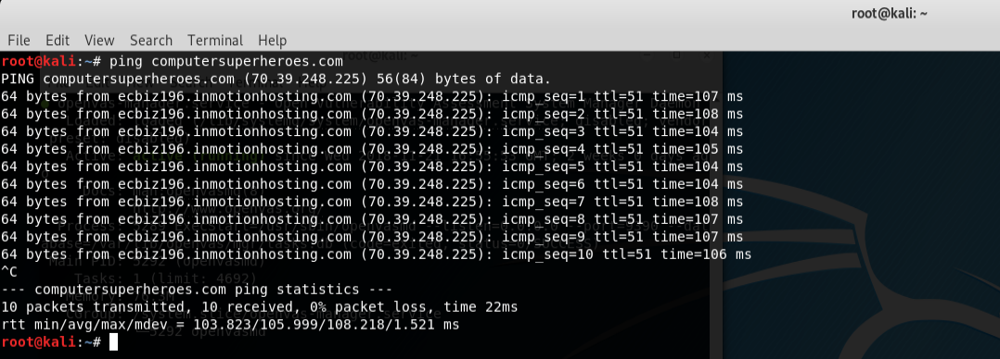 root@kali: ~
File Edit View Search Terminal Help
root@kali:~# ping computersuperheroes.com
PING computersuperheroes.com (70.39.248.225) 56(84) bytes of data.
64 bytes from ecbiz196.inmotionhosting.com (70.39.248.225): icmp_seq=1 ttl=51 time=107 ms
64 bytes from ecbiz196.inmotionhosting.com (70.39.248.225): icmp_seq=2 ttl=51 time=108 ms
64 bytes from ecbiz196.inmotionhosting.com (70.39.248.225): icmp_seq=3 ttl=51 time=104 ms
64 bytes from ecbiz196.inmotionhosting.com (70.39.248.225): icmp_seq=4 ttl=51 time=105 ms
64 bytes from ecbiz196.inmotionhosting.com (70.39.248.225): icmp_seq=5 ttl=51 time=104 ms
64 bytes from ecbiz196.inmotionhosting.com (70.39.248.225): icmp_seq=6 ttl=51 time=104 ms
64 bytes from ecbiz196.inmotionhosting.com (70.39.248.225): icmp_seq=7 ttl=51 time=108 ms
64 bytes from ecbiz196.inmotionhosting.com (70.39.248.225): icmp_seq=8 ttl=51 time=107 ms
64 bytes from ecbiz196.inmotionhosting.com (70.39.248.225): icmp_seq=9 ttl=51 time=107 ms
64 bytes from ecbiz196.inmotionhosting.com (70.39.248.225): icmp_seq=10 ttl=51 time=106 ms
^C
--- computersuperheroes.com ping statistics ---
10 packets transmitted, 10 received, 0% packet loss, time 22ms
rtt min/avg/max/mdev = 103.823/105.999/108.218/1.521 ms
root@kali:~#